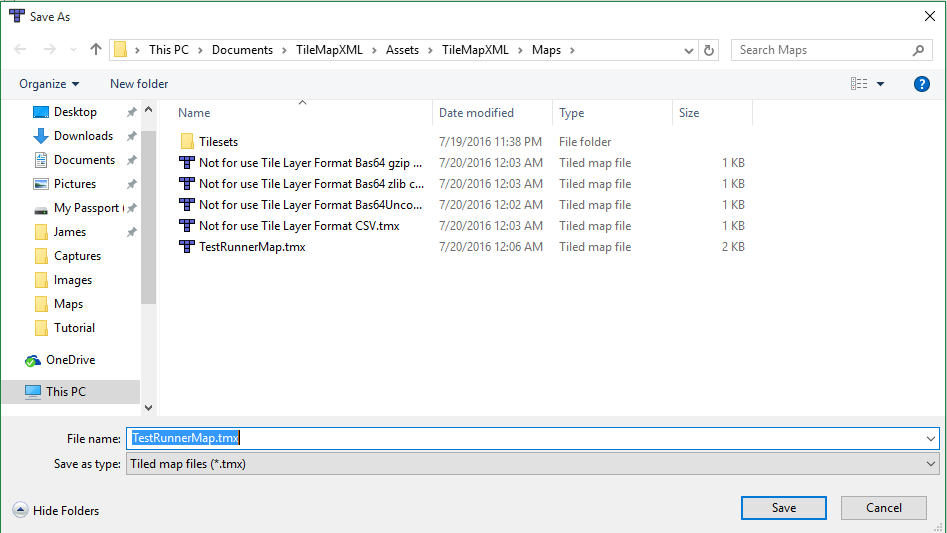 Save As
This PC > Documents > TileMapXML > Assets > TileMapXML > Maps >
Search Maps
Organize
New folder
?
Name Date modified Type Size
Desktop
Downloads
Documents
Pictures
My Passport (
James
Captures
Images
Maps
Tutorial
OneDrive
This PC
Tilesets 7/19/2016 11:38 PM File folder
Not for use Tile Layer Format Bas64 gzip ... 7/20/2016 12:03 AM Tiled map file 1 KB
Not for use Tile Layer Format Bas64 zlib c... 7/20/2016 12:03 AM Tiled map file 1 KB
Not for use Tile Layer Format Bas64Unco... 7/20/2016 12:02 AM Tiled map file 1 KB
Not for use Tile Layer Format CSV.tmx 7/20/2016 12:03 AM Tiled map file 1 KB
TestRunnerMap.tmx 7/20/2016 12:06 AM Tiled map file 2 KB
File name: TestRunnerMap.tmx
Save as type: Tiled map files (*.tmx)
Hide Folders
Save
Cancel